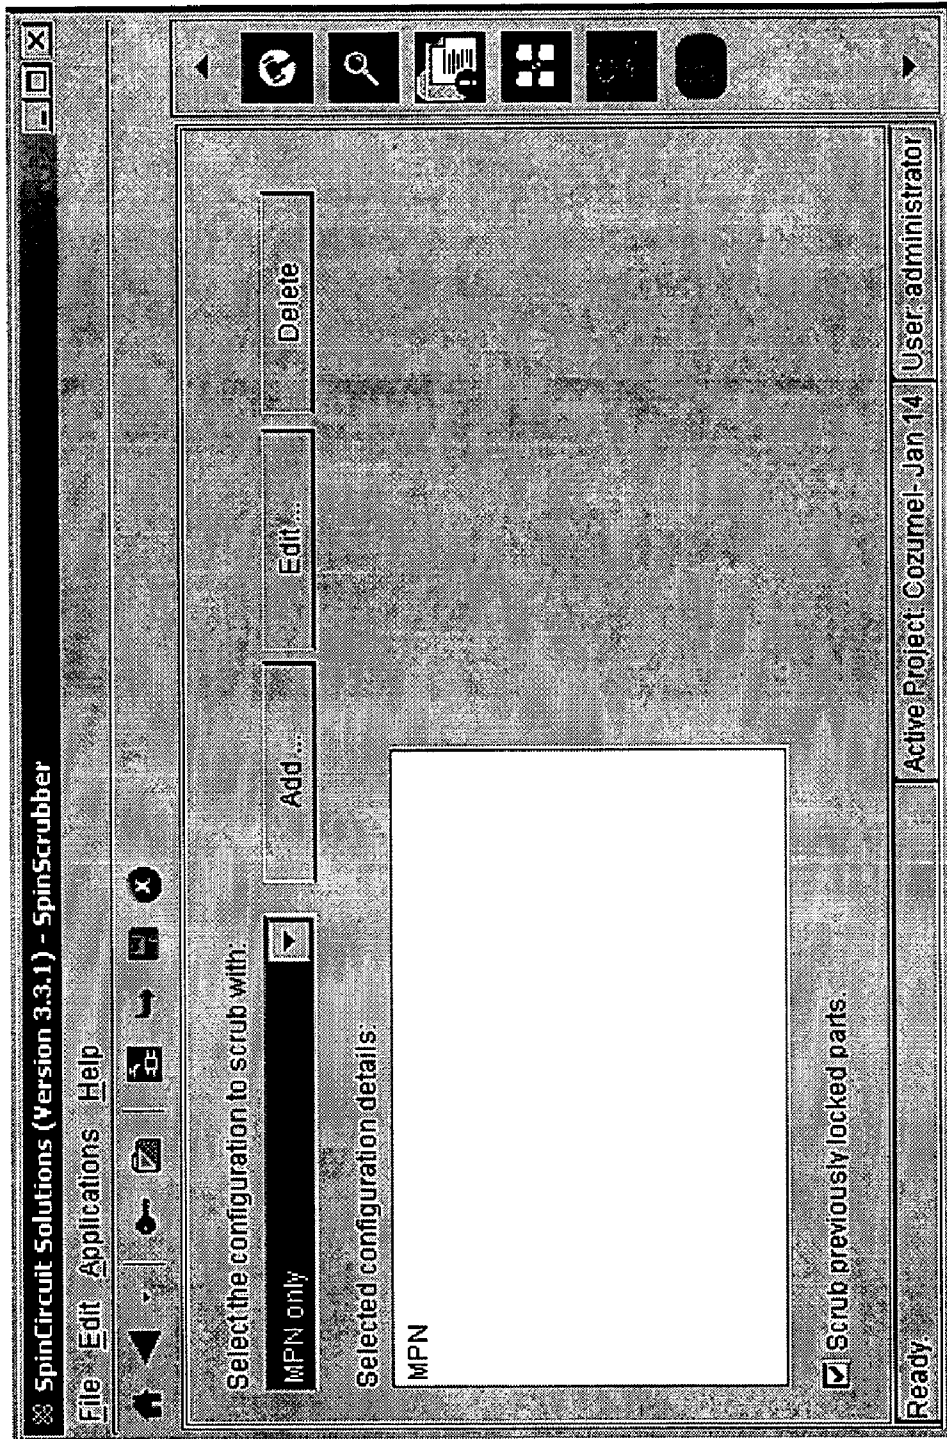 SpinCircuit Solutions (Version 3.3.1) - SpinScrubber
File Edit Applications Help
Select the configuration to scrub with:
MPN only
Add ...
Edit ...
Delete
Selected configuration details:
MPN
Scrub previously locked parts.
Ready.
Active Project: Cozumel- Jan 14
User: administrator